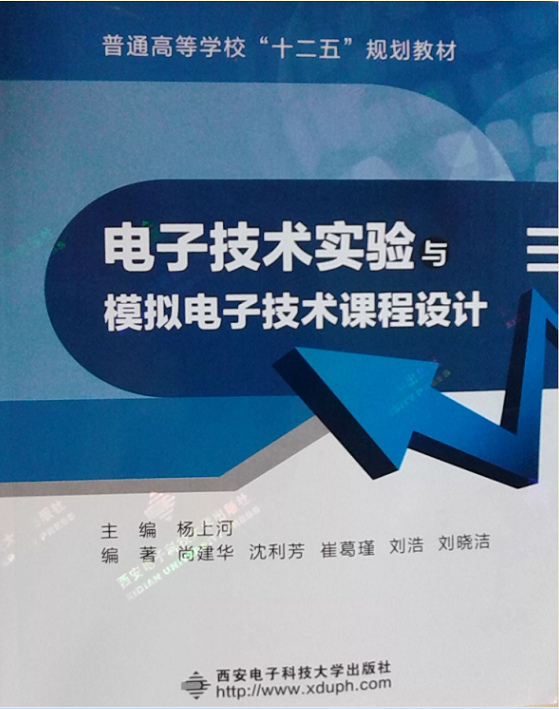 普通高等学校“十二五”规划教材
电子技术实验与
模拟电子技术课程设计
主 编 杨上河
编 著 尚建华 沈利芳 崔葛瑾 刘浩 刘晓洁
西安电子科技大学出版社
http://www.xduph.com